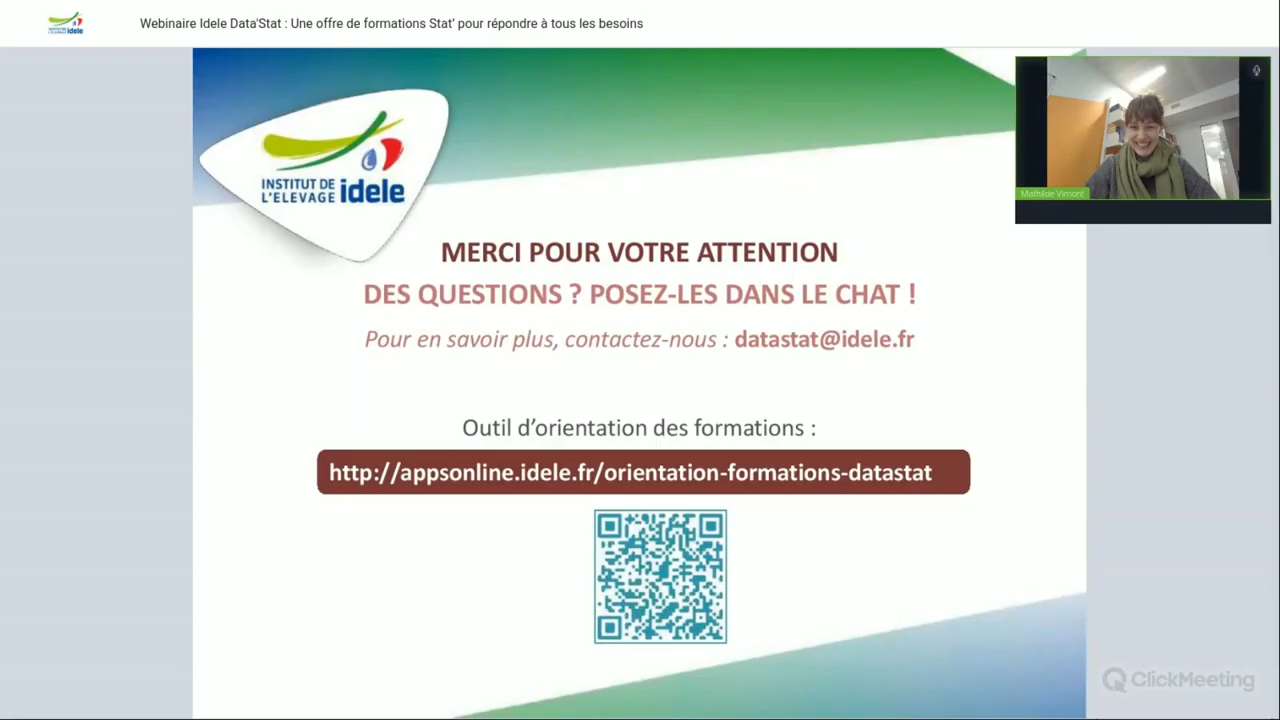 Webinaire Idele Data'Stat : Une offre de formations Stat' pour répondre à tous les besoins
INSTITUT DE
L'ELEVAGE idele
Mathilde Vimont
MERCI POUR VOTRE ATTENTION
DES QUESTIONS ? POSEZ-LES DANS LE CHAT !
Pour en savoir plus, contactez-nous : datastat@idele.fr
Outil d'orientation des formations :
http://appsonline.idele.fr/orientation-formations-datastat
ClickMeeting